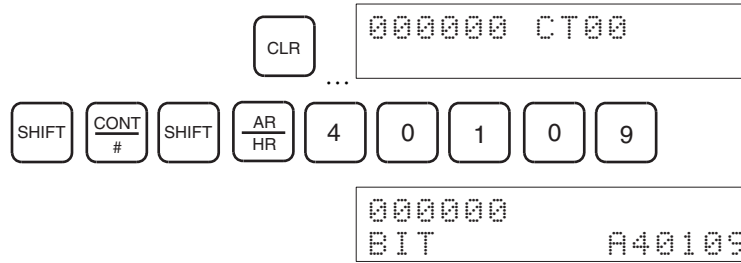 000000 CT00
CLR
...
SHIFT CONT # SHIFT AR HR 4 0 1 0 9
000000
BIT A40109